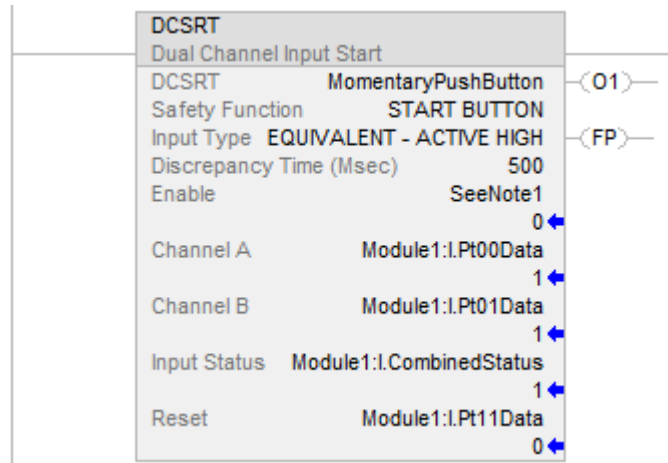 DCSRT
Dual Channel Input Start
DCSRT MomentaryPushButton O1
Safety Function START BUTTON
Input Type EQUIVALENT - ACTIVE HIGH FP
Discrepancy Time (Msec) 500
Enable SeeNote1
0
Channel A Module1:I.Pt00Data
1
Channel B Module1:I.Pt01Data
1
Input Status Module1:I.CombinedStatus
1
Reset Module1:I.Pt11Data
0